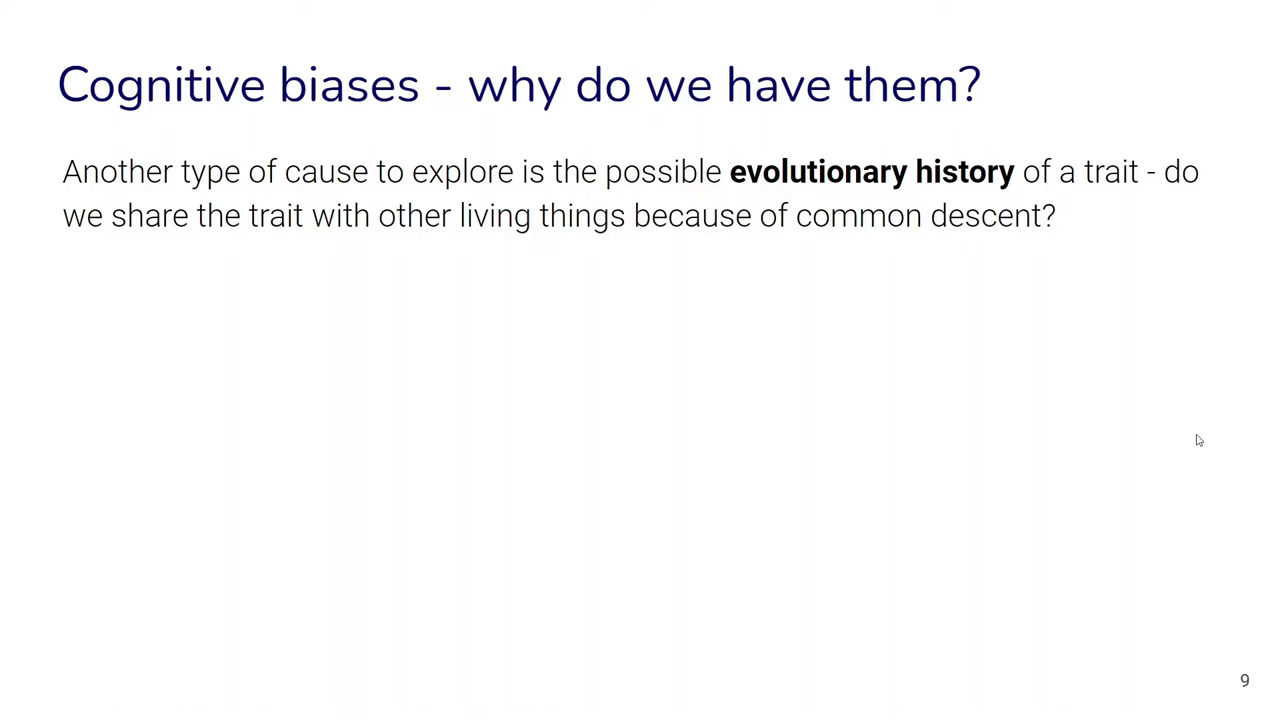 Cognitive biases - why do we have them?
Another type of cause to explore is the possible evolutionary history of a trait - do
we share the trait with other living things because of common descent?
9